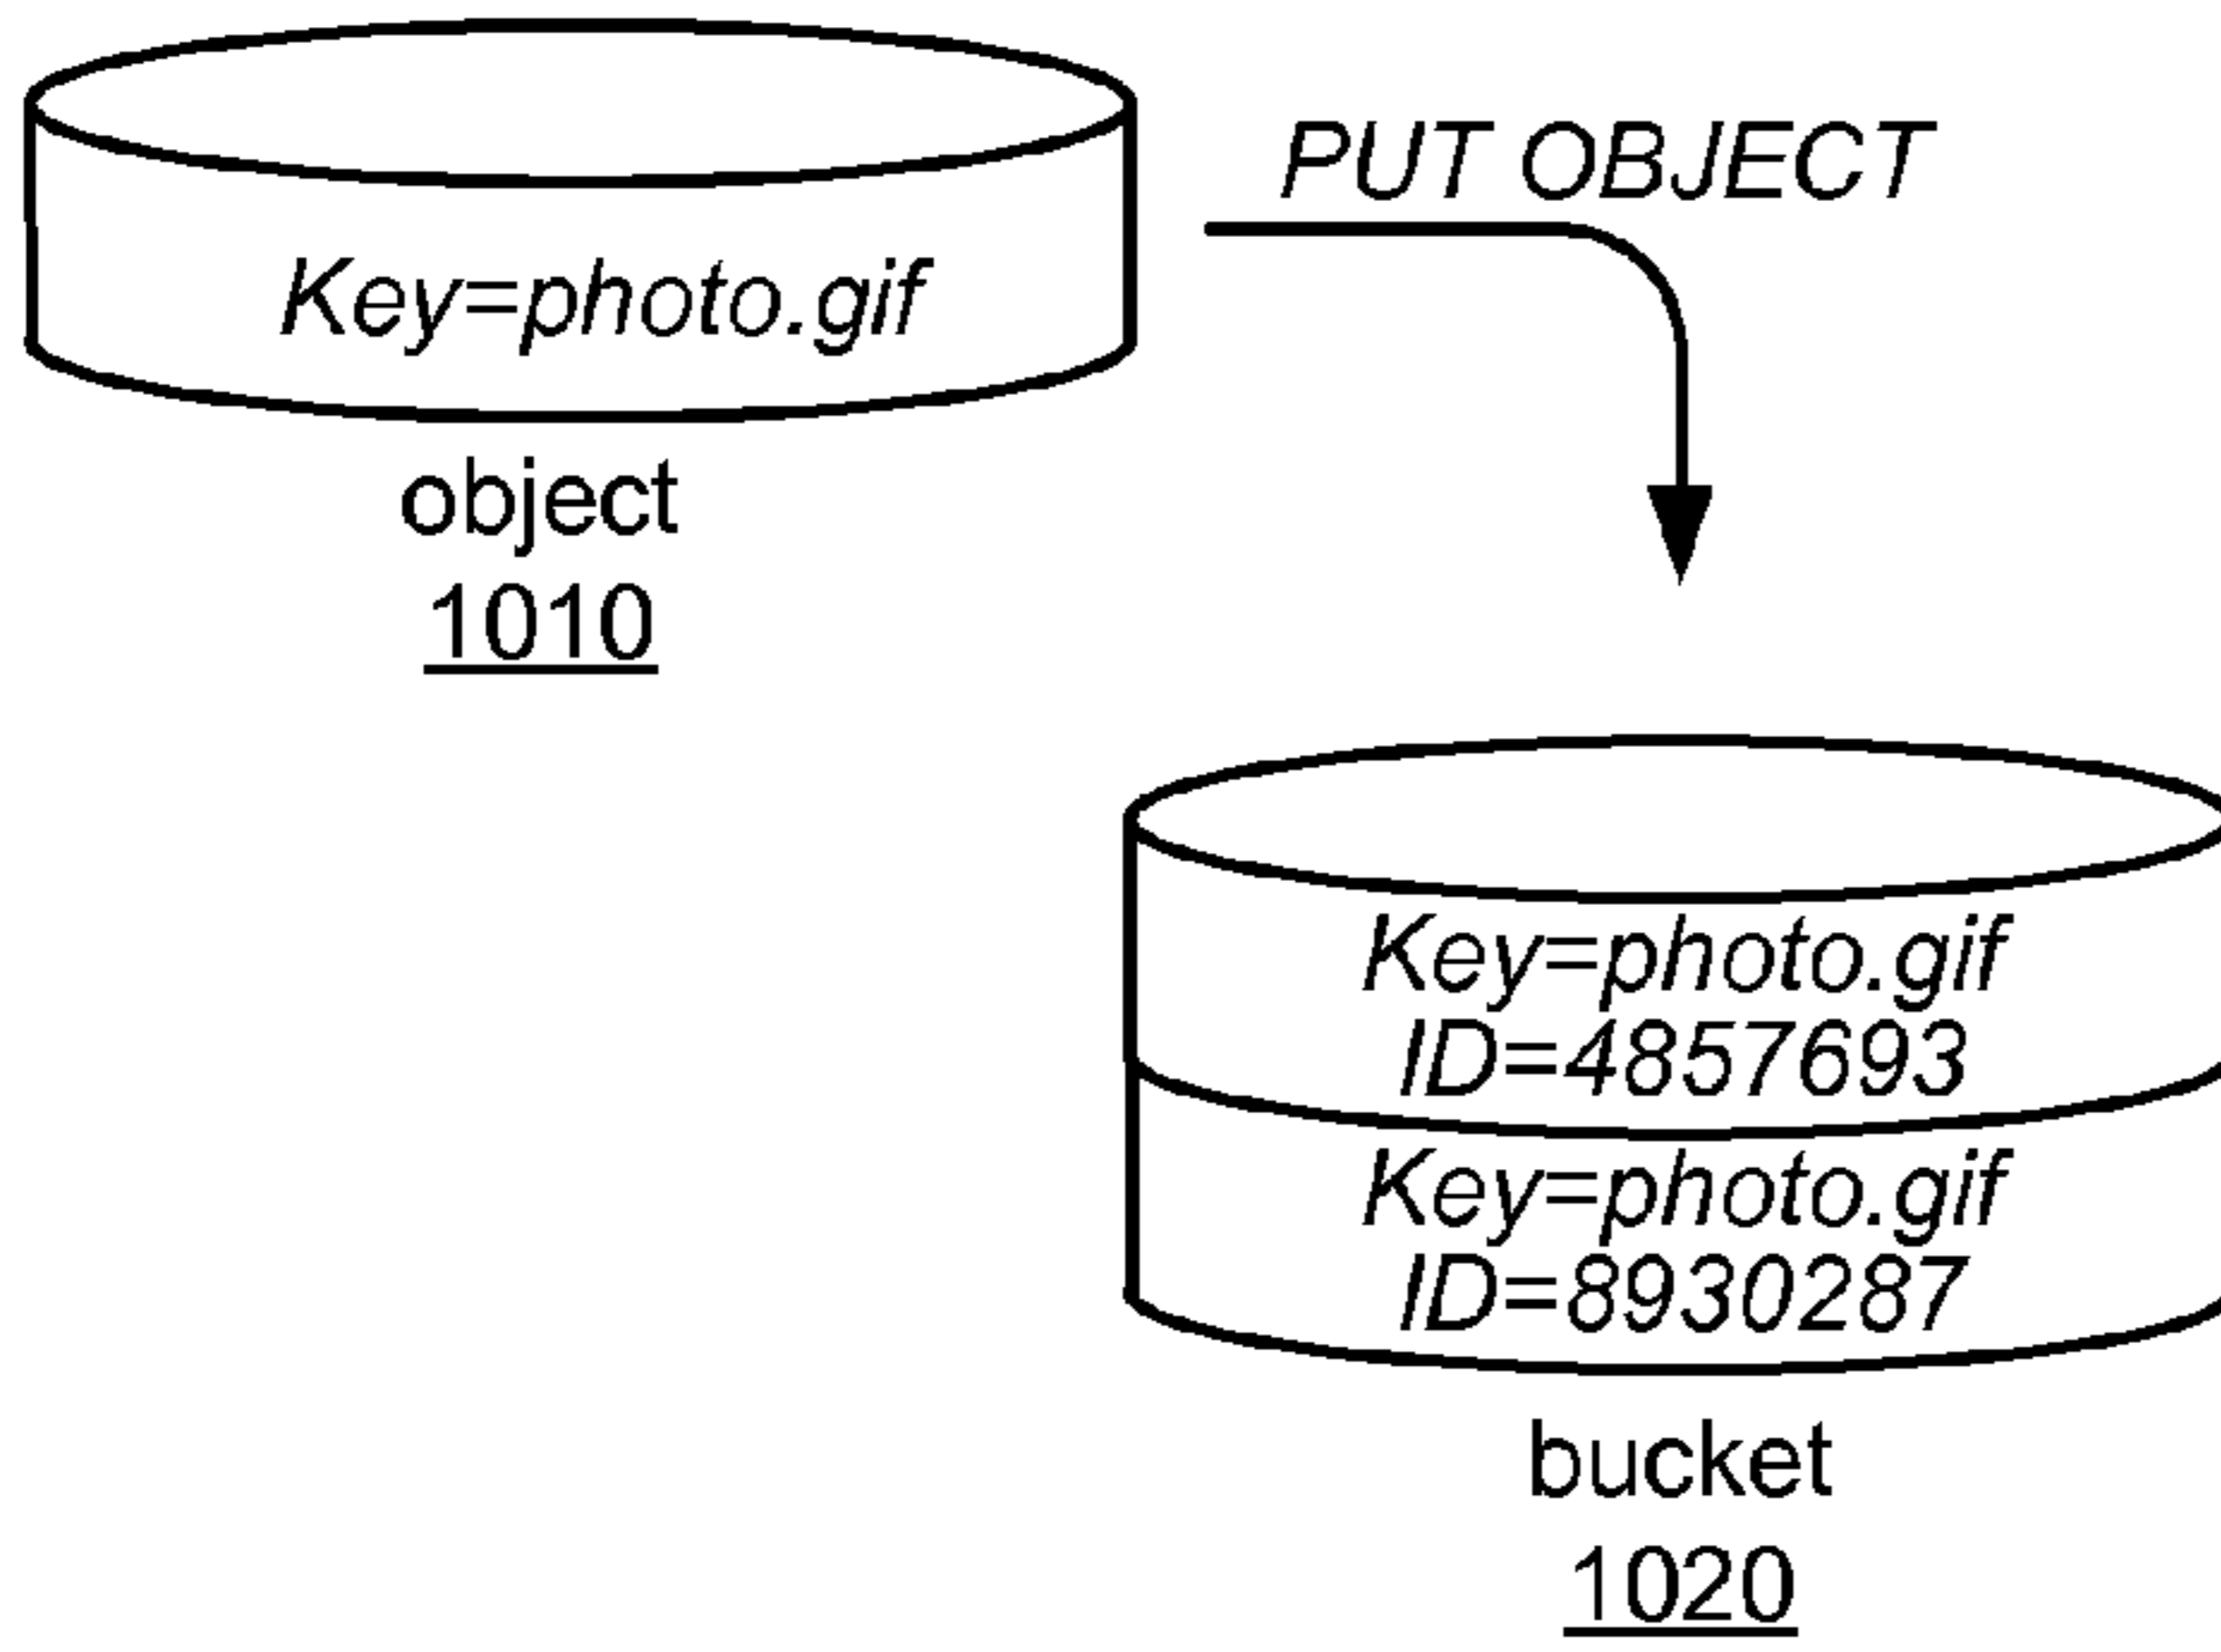 PUT OBJECT
Key=photo.gif
object
1010
Key=photo.gif
ID=4857693
Key=photo.gif
ID=8930287
bucket
1020